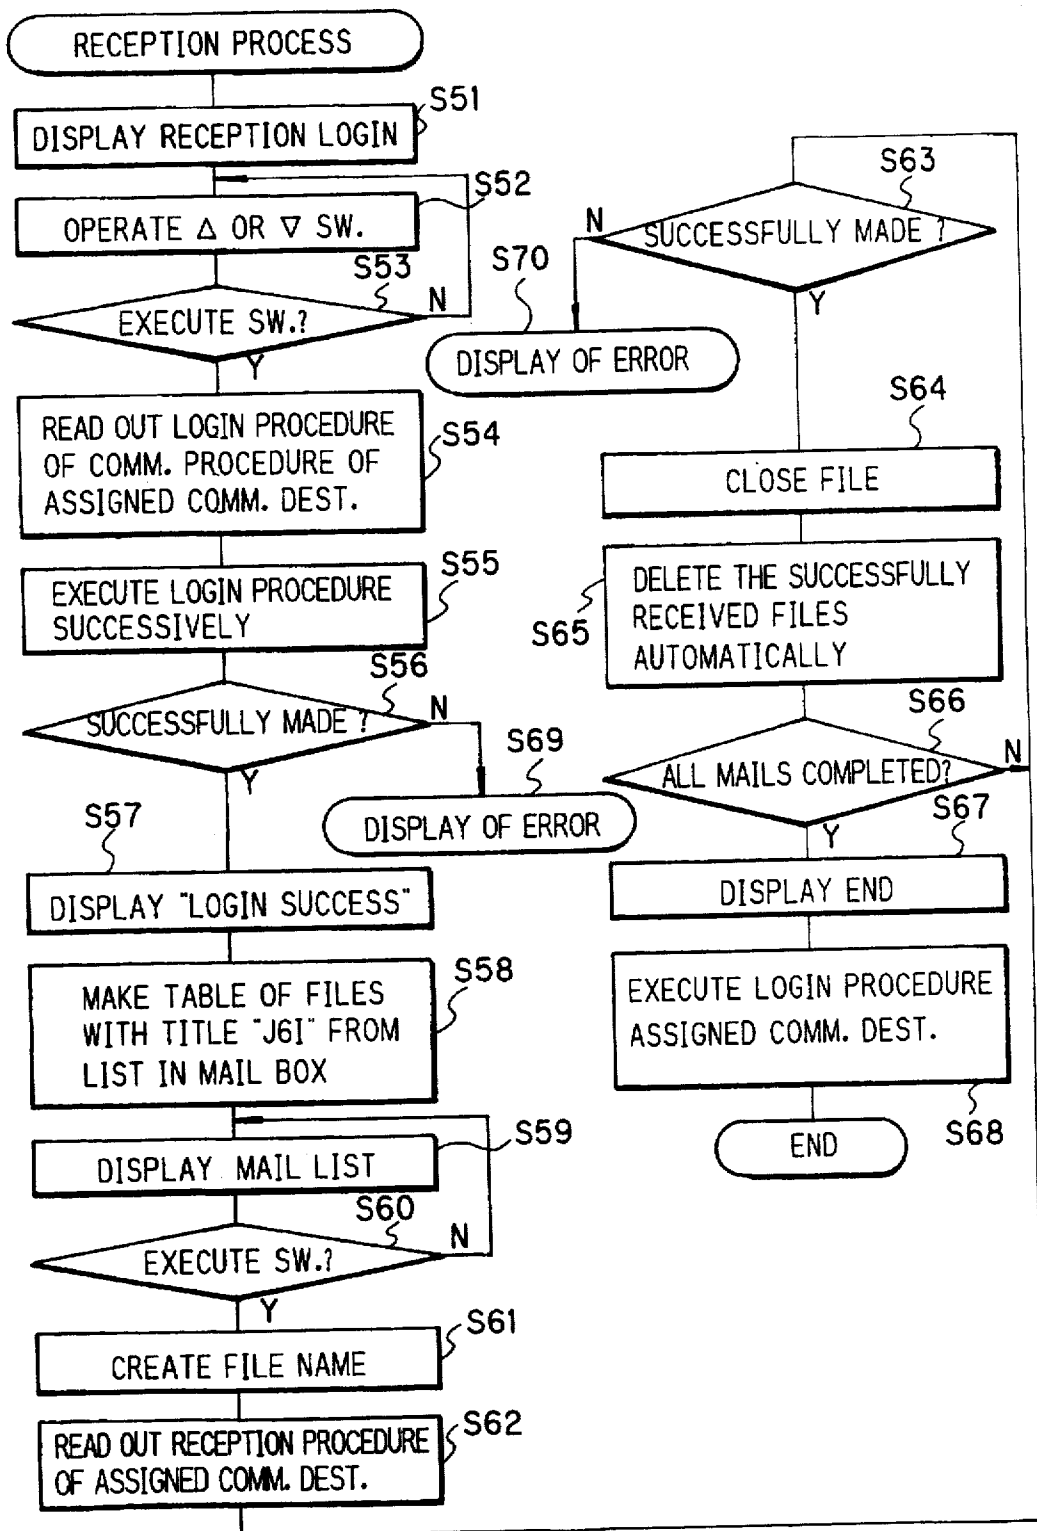 RECEPTION PROCESS
S51
DISPLAY RECEPTION LOGIN
S52
OPERATE △ OR ▽ SW.
S53
EXECUTE SW.?
N
Y
READ OUT LOGIN PROCEDURE
OF COMM. PROCEDURE OF
ASSIGNED COMM. DEST.
S54
S55
EXECUTE LOGIN PROCEDURE
SUCCESSIVELY
S56
SUCCESSFULLY MADE ?
N
Y
S69
DISPLAY OF ERROR
S57
DISPLAY "LOGIN SUCCESS"
S58
MAKE TABLE OF FILES
WITH TITLE "J6I" FROM
LIST IN MAIL BOX
S59
DISPLAY MAIL LIST
S60
EXECUTE SW.?
N
Y
S61
CREATE FILE NAME
S62
READ OUT RECEPTION PROCEDURE
OF ASSIGNED COMM. DEST.
S63
SUCCESSFULLY MADE ?
N
Y
S70
DISPLAY OF ERROR
S64
CLOSE FILE
S65
DELETE THE SUCCESSFULLY
RECEIVED FILES
AUTOMATICALLY
S66
ALL MAILS COMPLETED?
N
Y
S67
DISPLAY END
EXECUTE LOGIN PROCEDURE
ASSIGNED COMM. DEST.
S68
END